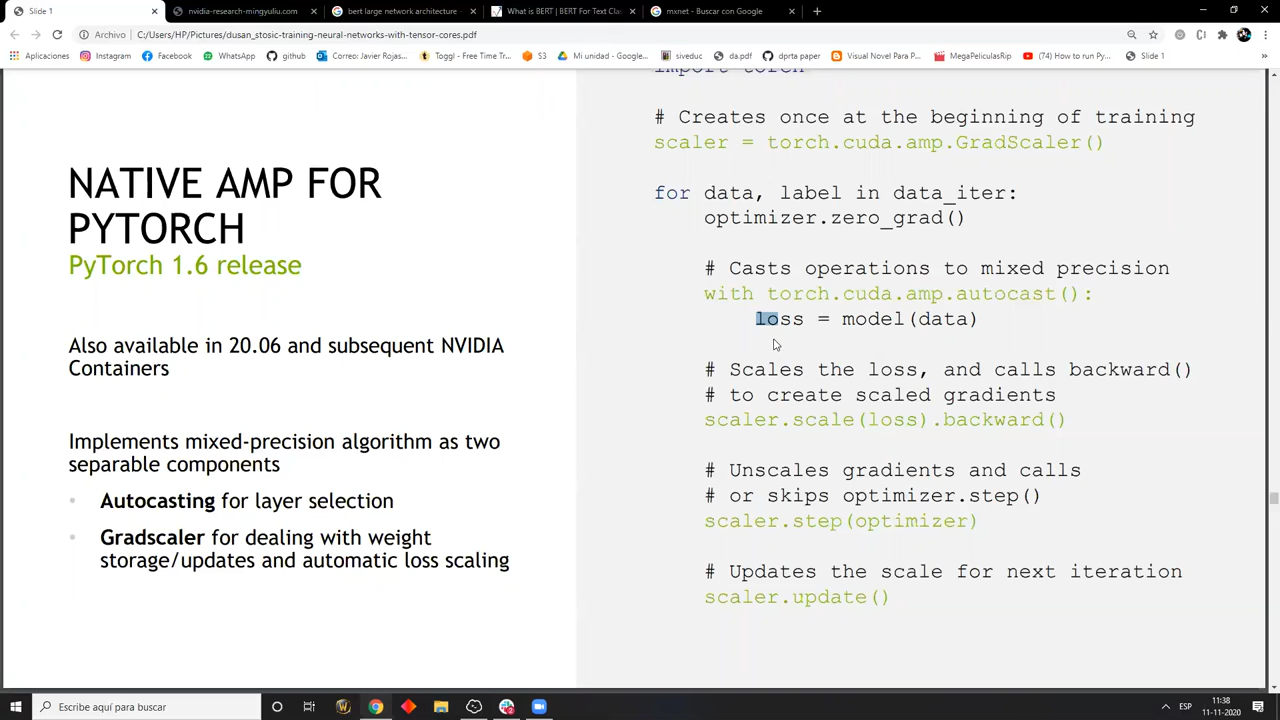 Slide 1
nvidia-research-mingyuliu.com
bert large network architecture -
What is BERT | BERT For Text Clas
mxnet - Buscar con Google
Archivo | C:/Users/HP/Pictures/dusan_stosic-training-neural-networks-with-tensor-cores.pdf
Aplicaciones Instagram Facebook WhatsApp github Correo: Javier Rojas... Toggl - Free Time Tr... S3 Mi unidad - Google... siveduc da.pdf dprta paper Visual Novel Para P... MegaPeliculasRip (74) How to run Py... Slide 1 »
NATIVE AMP FOR
PYTORCH
PyTorch 1.6 release
Also available in 20.06 and subsequent NVIDIA
Containers
Implements mixed-precision algorithm as two
separable components
• Autocasting for layer selection
• Gradscaler for dealing with weight
storage/updates and automatic loss scaling
import torch
# Creates once at the beginning of training
scaler = torch.cuda.amp.GradScaler()
for data, label in data_iter:
optimizer.zero_grad()
# Casts operations to mixed precision
with torch.cuda.amp.autocast():
loss = model(data)
# Scales the loss, and calls backward()
# to create scaled gradients
scaler.scale(loss).backward()
# Unscales gradients and calls
# or skips optimizer.step()
scaler.step(optimizer)
# Updates the scale for next iteration
scaler.update()
Escribe aquí para buscar
ESP
11:38
11-11-2020